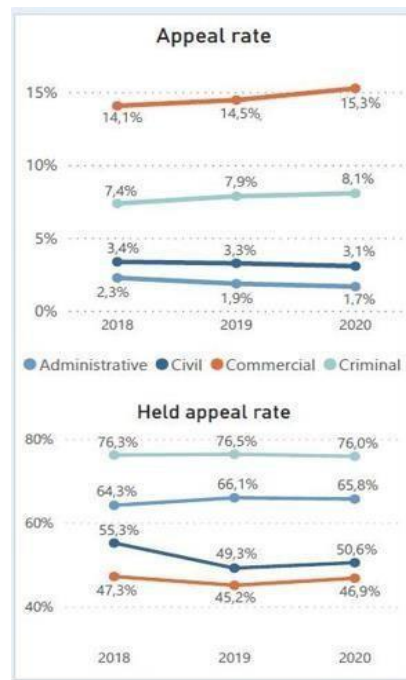 Appeal rate
15%
14,1% 14,5% 15,3%
10%
7,4% 7,9% 8,1%
5%
3,4% 3,3% 3,1%
2,3% 1,9% 1,7%
0%
2018 2019 2020
Administrative Civil Commercial Criminal
Held appeal rate
80%
76,3% 76,5% 76,0%
64,3% 66,1% 65,8%
60%
55,3% 49,3% 50,6%
47,3% 45,2% 46,9%
40%
2018 2019 2020